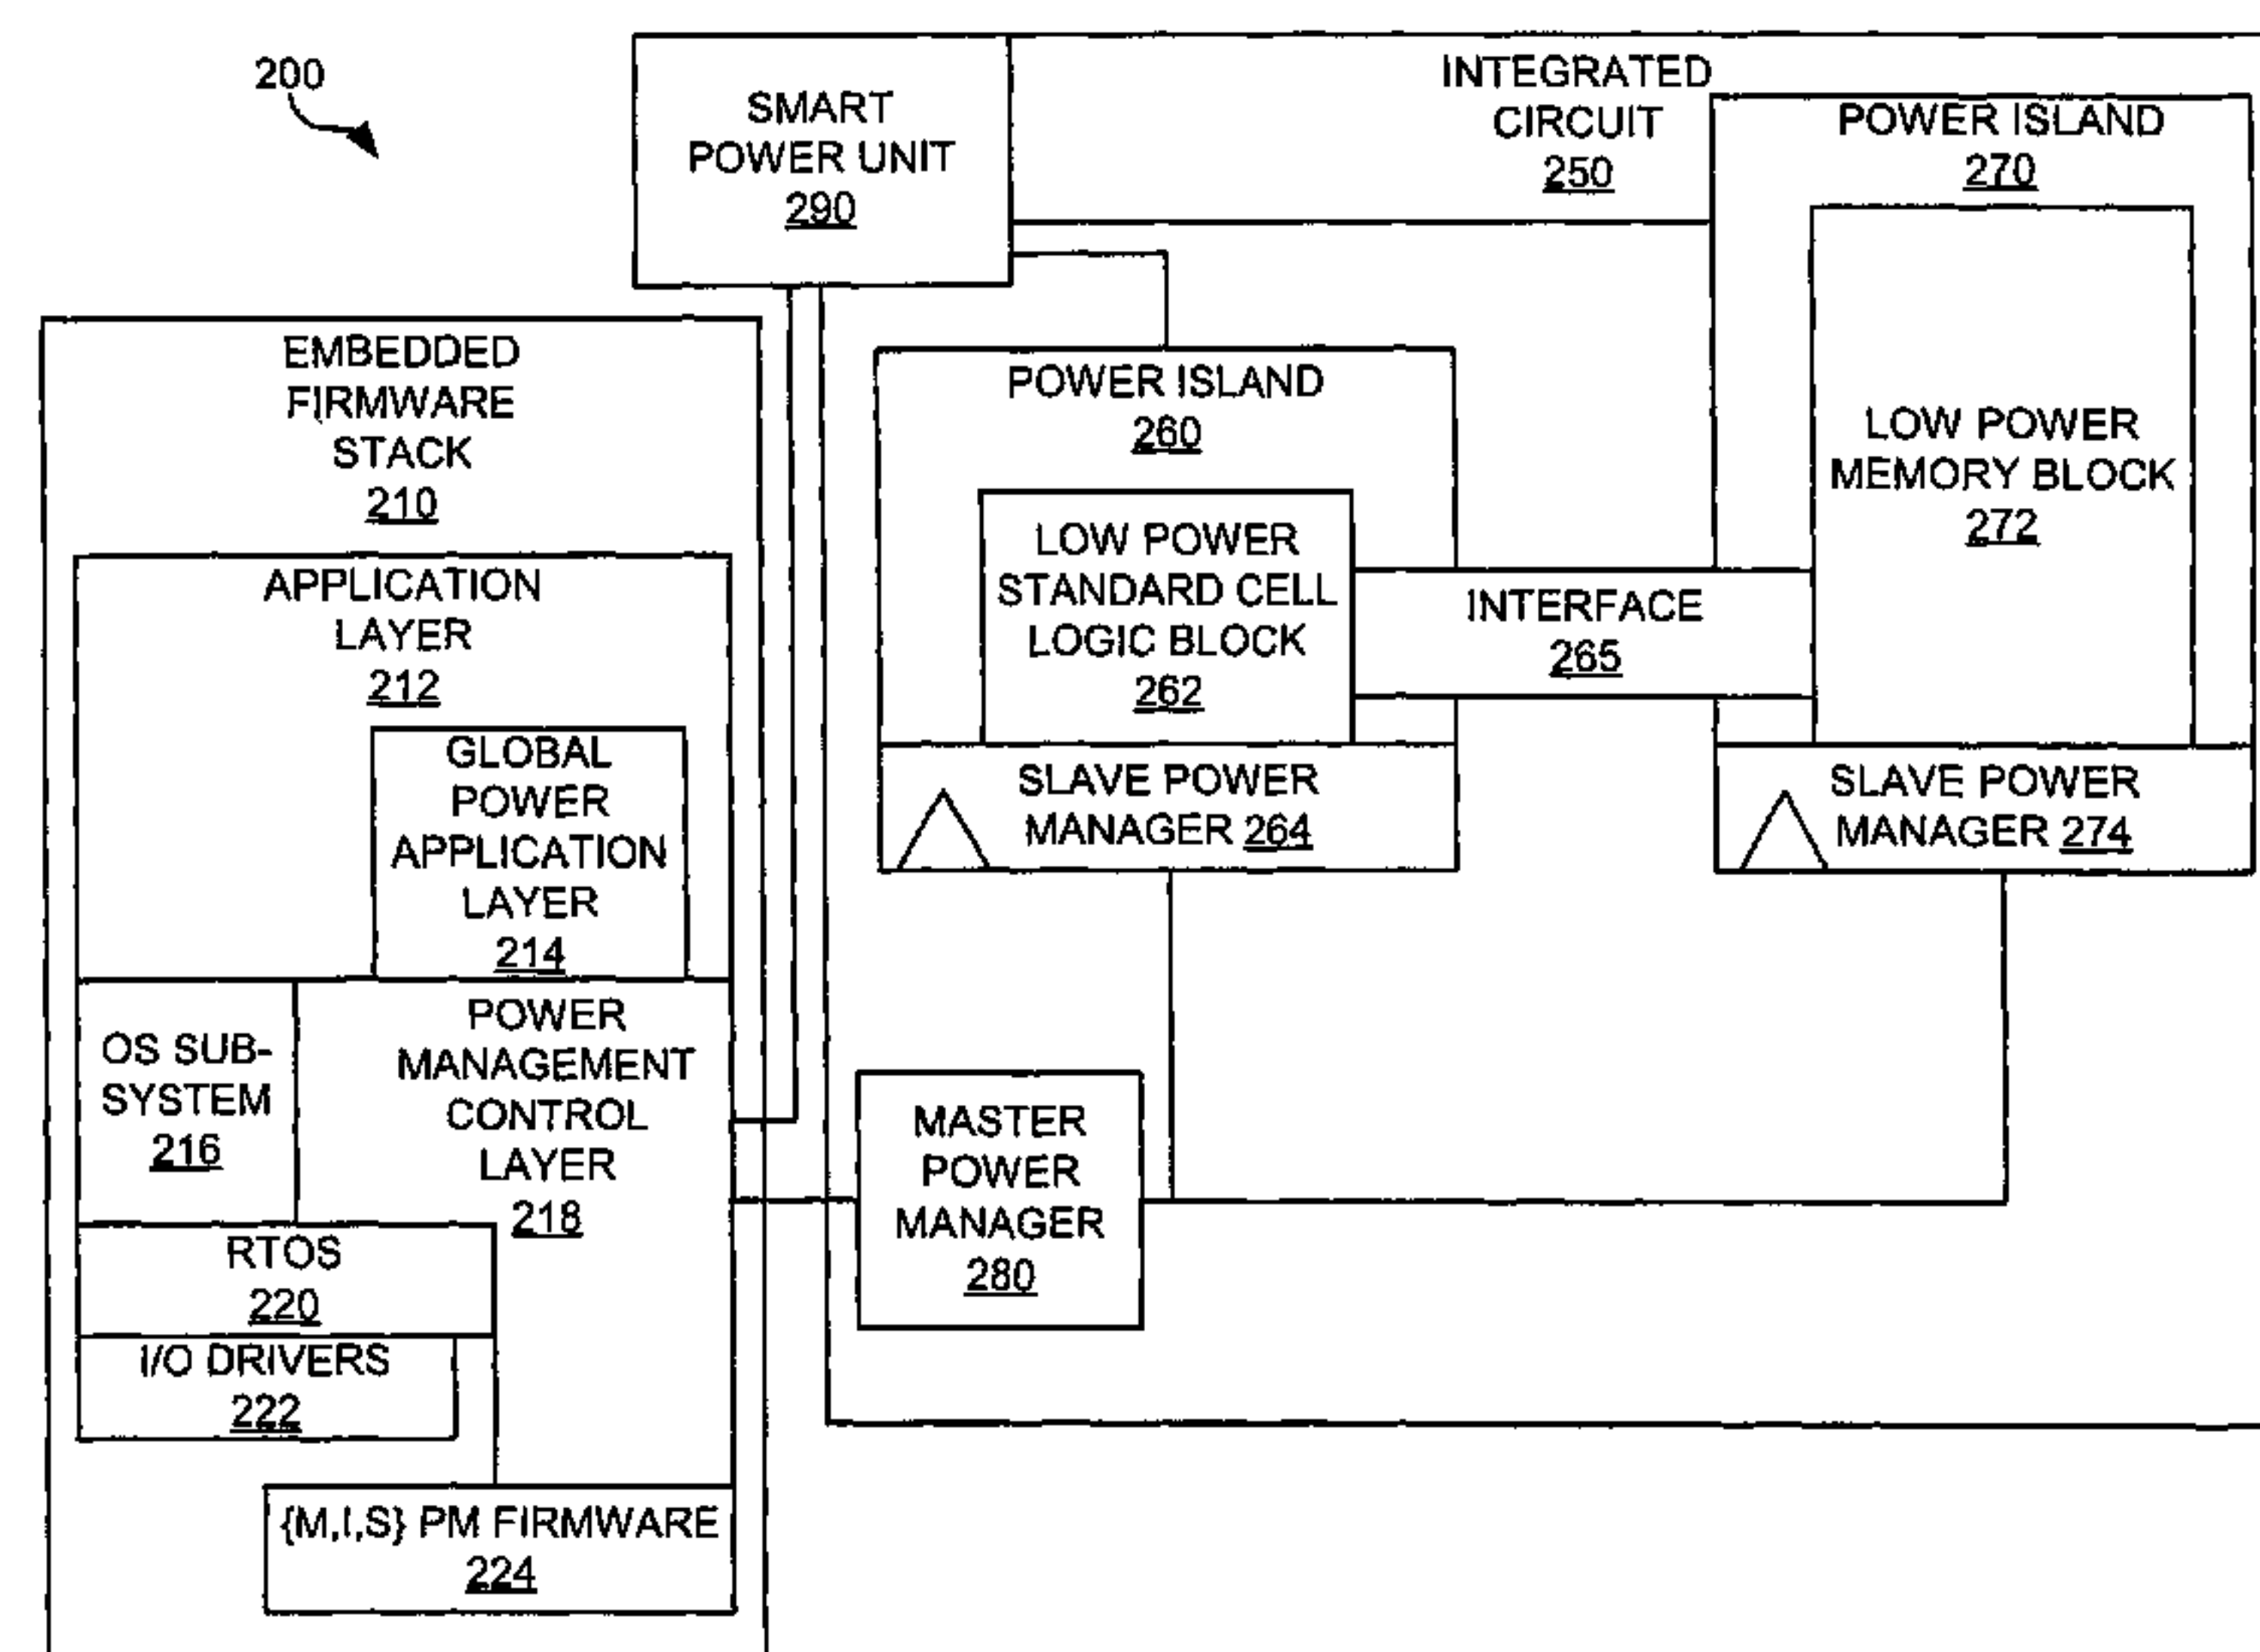 200
SMART
POWER UNIT
290
INTEGRATED
CIRCUIT
250
POWER ISLAND
270
LOW POWER
MEMORY BLOCK
272
EMBEDDED
FIRMWARE
STACK
210
POWER ISLAND
260
LOW POWER
STANDARD CELL
LOGIC BLOCK
262
INTERFACE
265
APPLICATION
LAYER
212
GLOBAL
POWER
APPLICATION
LAYER
214
SLAVE POWER
MANAGER 264
SLAVE POWER
MANAGER 274
OS SUB-
SYSTEM
216
POWER
MANAGEMENT
CONTROL
LAYER
218
MASTER
POWER
MANAGER
280
RTOS
220
I/O DRIVERS
222
{M,I,S} PM FIRMWARE
224